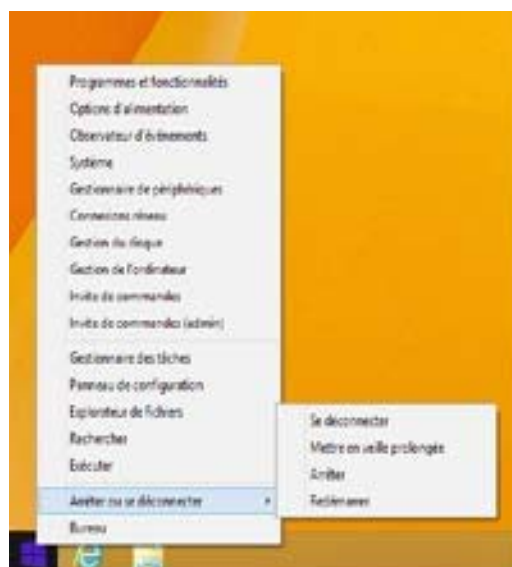 Programmes et fonctionnalités
Options d'alimentation
Observateur d'événements
Système
Gestionnaire de périphériques
Connexions réseau
Gestion du disque
Gestion de l'ordinateur
Invite de commandes
Invite de commandes (admin)
Gestionnaire des tâches
Panneau de configuration
Explorateur de fichiers
Rechercher
Exécuter
Arrêter ou se déconnecter
Bureau
Se déconnecter
Mettre en veille prolongée
Arrêter
Redémarrer